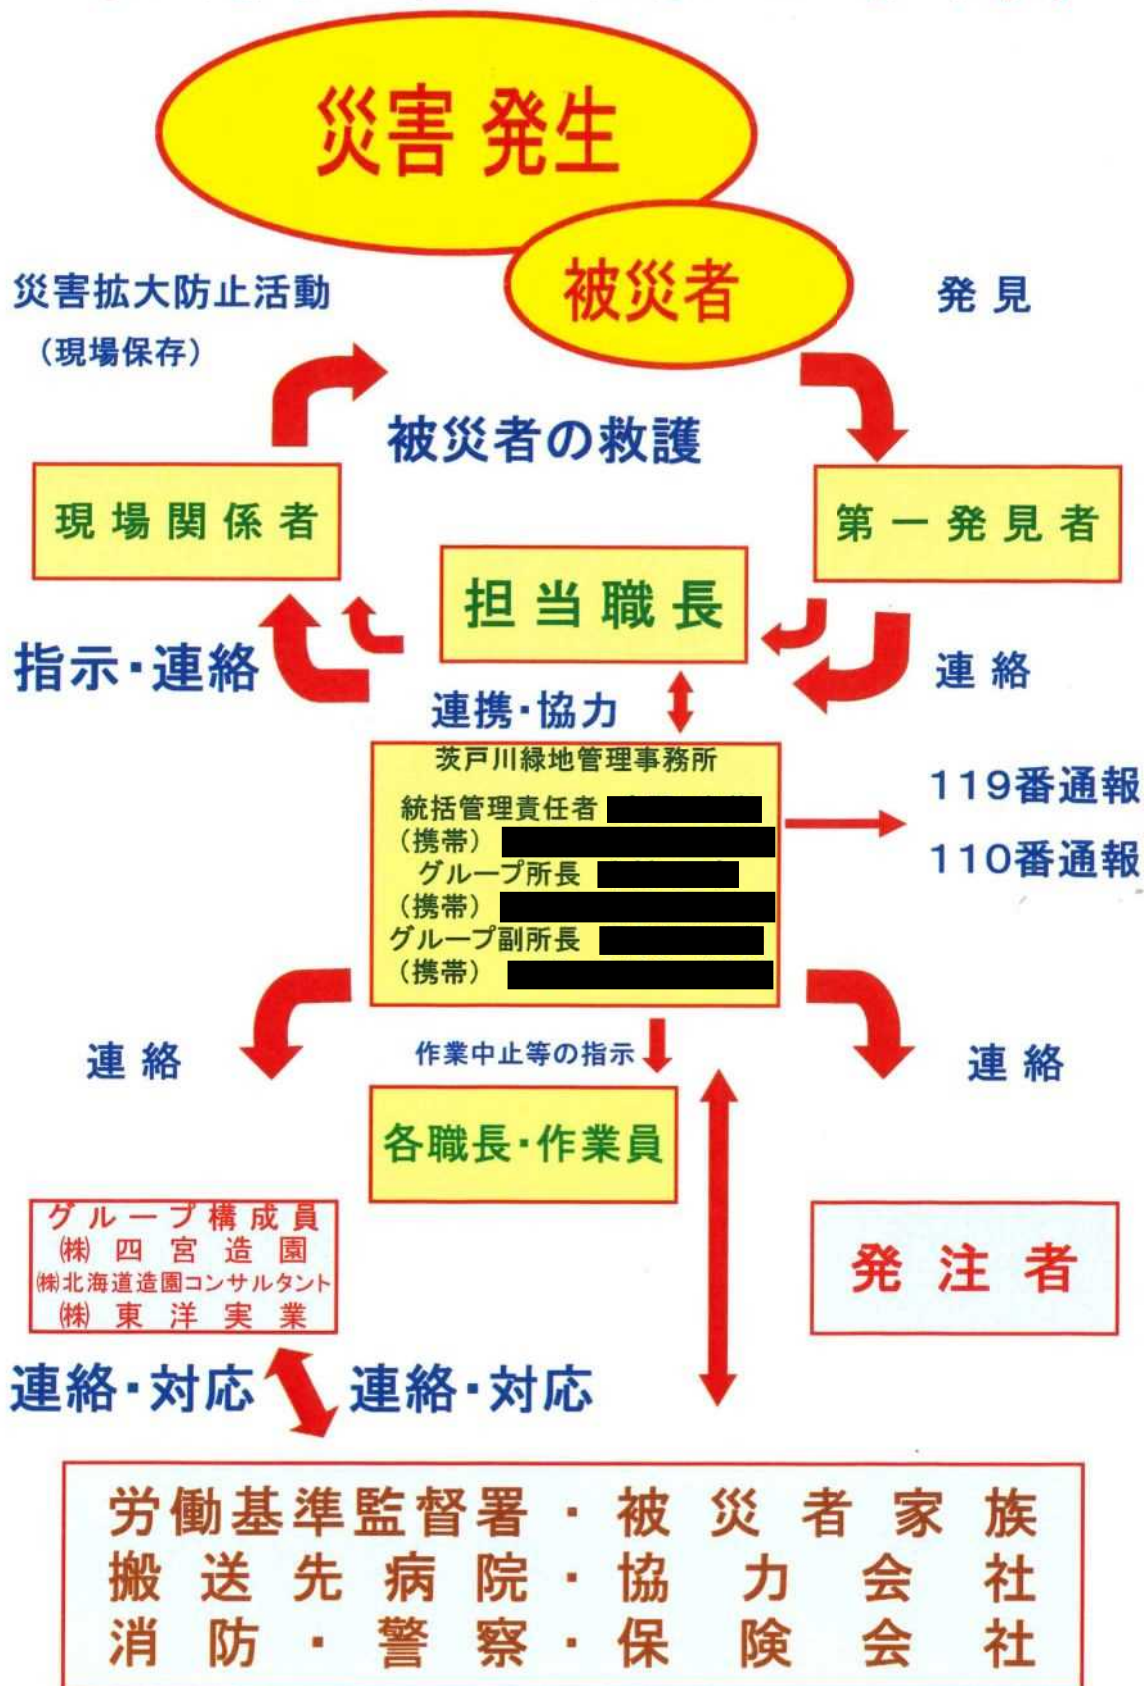 災害 発生
被災者
災害拡大防止活動
(現場保存)
発見
被災者の救護
現場関係者
第一発見者
担当職長
指示・連絡
連絡
連携・協力
茨戸川緑地管理事務所
統括管理責任者
(携帯)
グループ所長
(携帯)
グループ副所長
(携帯)
119番通報
110番通報
連絡
作業中止等の指示
連絡
各職長・作業員
グループ構成員
㈱ 四宮造園
㈱北海道造園コンサルタント
㈱ 東洋実業
発注者
連絡・対応
連絡・対応
労働基準監督署・被災者家族
搬送先病院・協力会社
消防・警察・保険会社